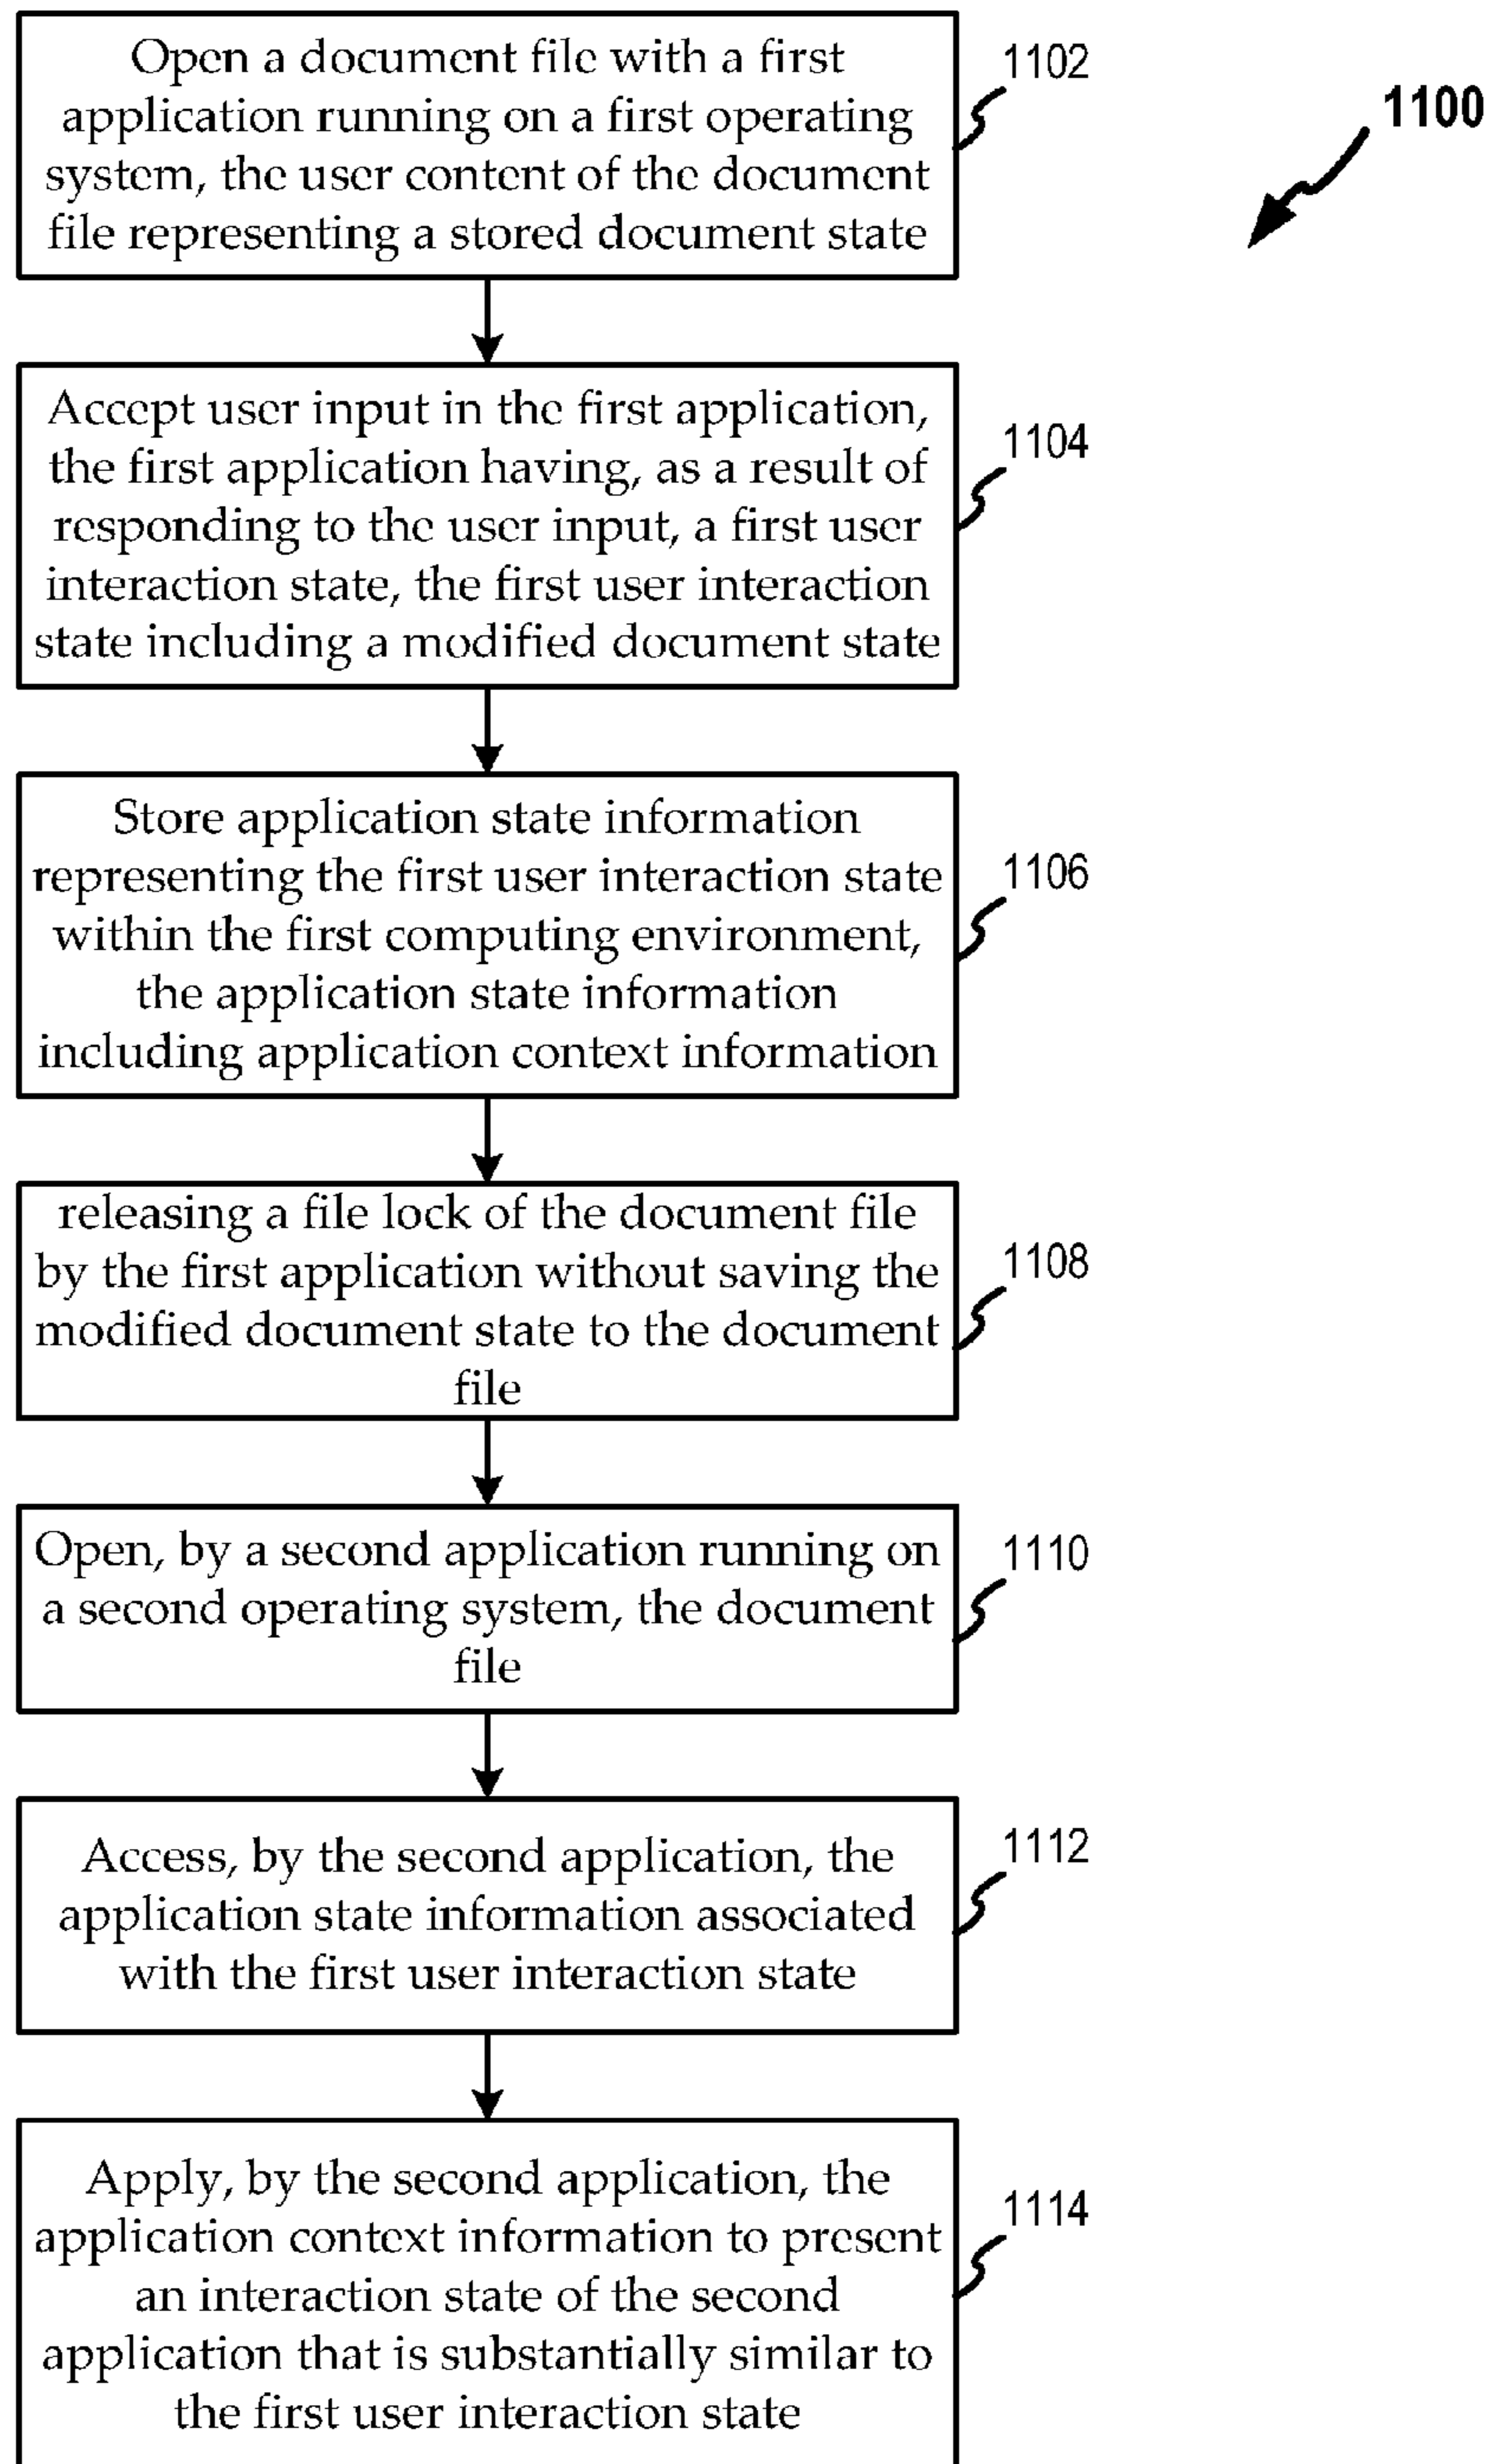 Open a document file with a first
application running on a first operating
system, the user content of the document
file representing a stored document state
1102
1100
Accept user input in the first application,
the first application having, as a result of
responding to the user input, a first user
interaction state, the first user interaction
state including a modified document state
1104
Store application state information
representing the first user interaction state
within the first computing environment,
the application state information
including application context information
1106
releasing a file lock of the document file
by the first application without saving the
modified document state to the document
file
1108
Open, by a second application running on
a second operating system, the document
file
1110
Access, by the second application, the
application state information associated
with the first user interaction state
1112
Apply, by the second application, the
application context information to present
an interaction state of the second
application that is substantially similar to
the first user interaction state
1114